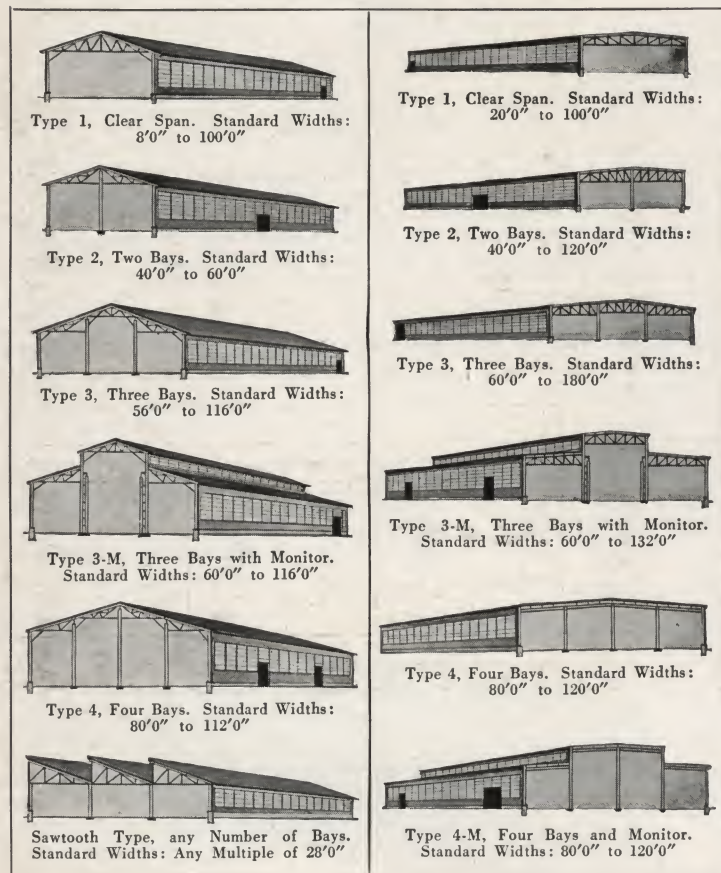 Type 1, Clear Span. Standard Widths:
8'0" to 100'0"
Type 2, Two Bays. Standard Widths:
40'0" to 60'0"
Type 3, Three Bays. Standard Widths:
56'0" to 116'0"
Type 3-M, Three Bays with Monitor.
Standard Widths: 60'0" to 116'0"
Type 4, Four Bays. Standard Widths:
80'0" to 112'0"
Sawtooth Type, any Number of Bays.
Standard Widths: Any Multiple of 28'0"
Type 1, Clear Span. Standard Widths:
20'0" to 100'0"
Type 2, Two Bays. Standard Widths:
40'0" to 120'0"
Type 3, Three Bays. Standard Widths:
60'0" to 180'0"
Type 3-M, Three Bays with Monitor.
Standard Widths: 60'0" to 132'0"
Type 4, Four Bays. Standard Widths:
80'0" to 120'0"
Type 4-M, Four Bays and Monitor.
Standard Widths: 80'0" to 120'0"